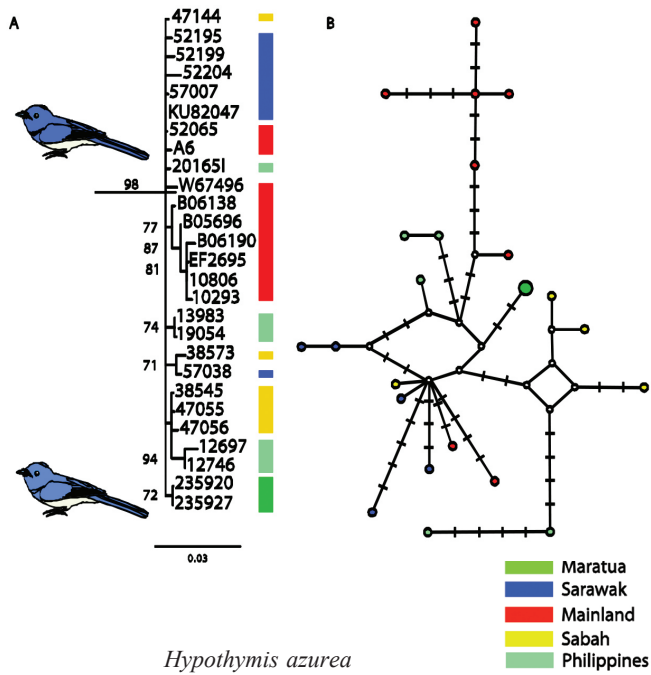 A
B
47144
52195
52199
52204
57007
KU82047
52065
A6
20165I
98
W67496
B06138
77
B05696
87
B06190
81
EF2695
10806
10293
74
13983
19054
71
38573
57038
38545
47055
47056
94
12697
12746
72
235920
235927
0.03
Maratua
Sarawak
Mainland
Sabah
Philippines
Hypothymis azurea